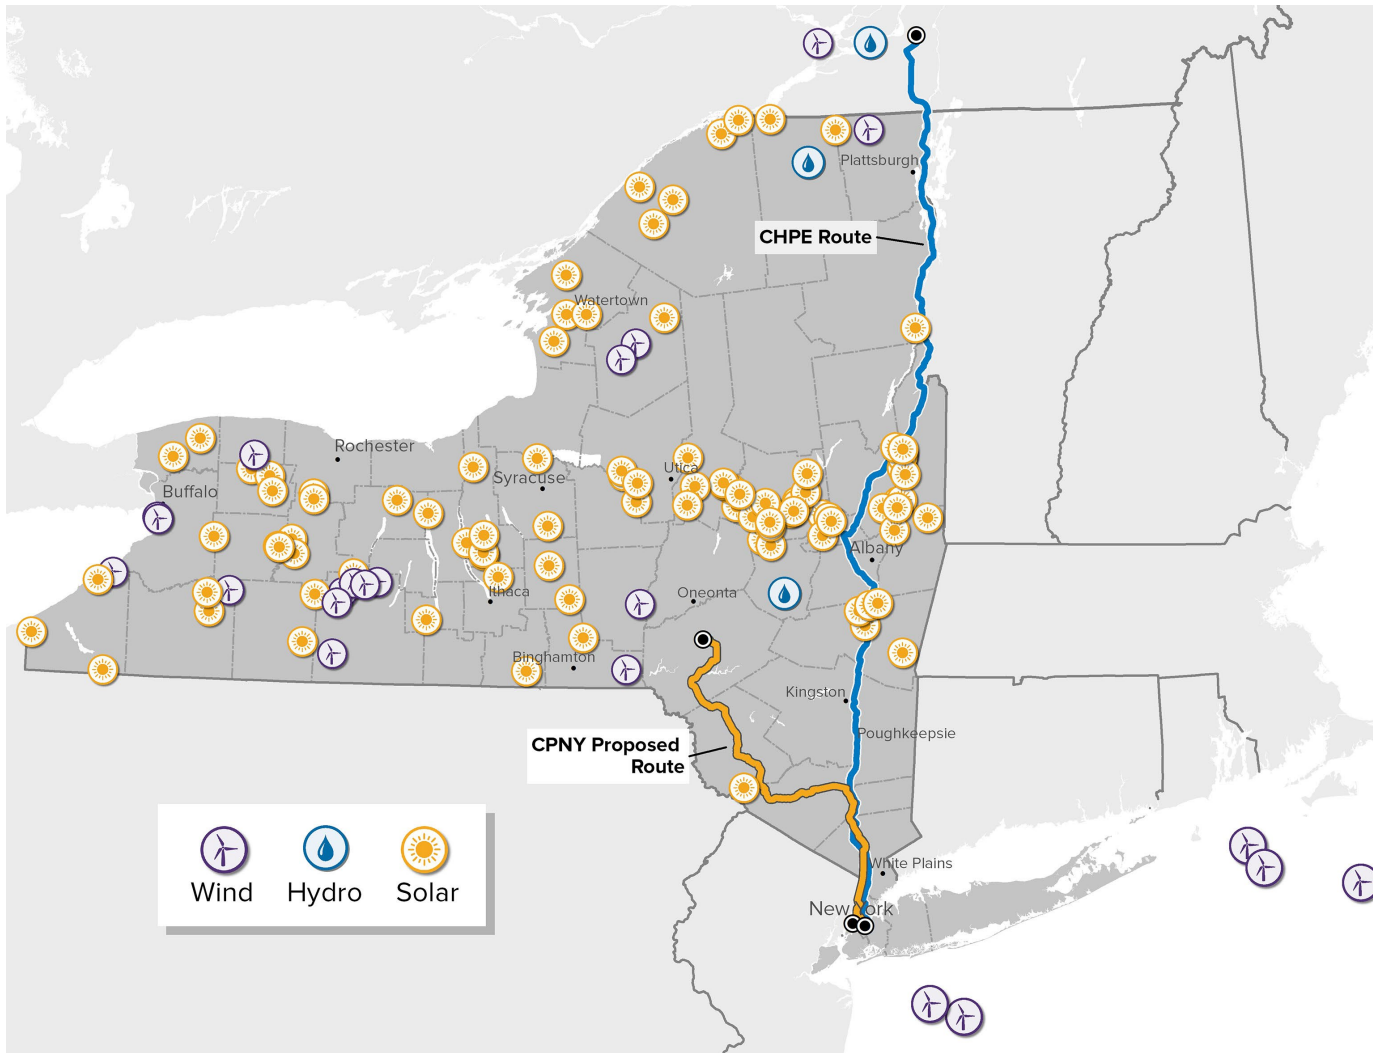 Plattsburgh
CHPE Route
Watertown
Rochester
Utica
Syracuse
Buffalo
Albany
Ithaca
Oneonta
Binghamton
Kingston
Poughkeepsie
CPNY Proposed
Route
White Plains
New York
Wind
Hydro
Solar